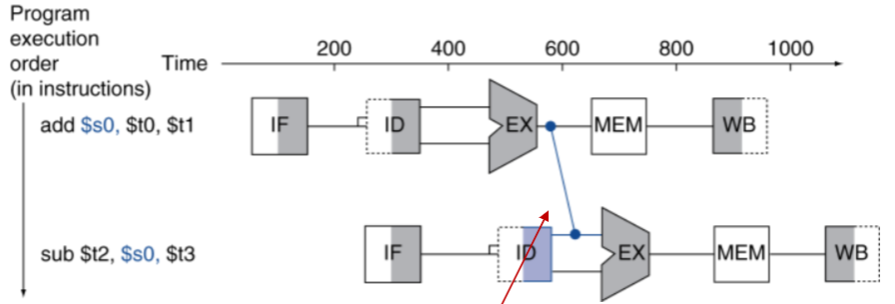 Program
execution
order
(in instructions)
Time
200 400 600 800 1000
add $s0, $t0, $t1
IF ID EX MEM WB
sub $t2, $s0, $t3
IF ID EX MEM WB